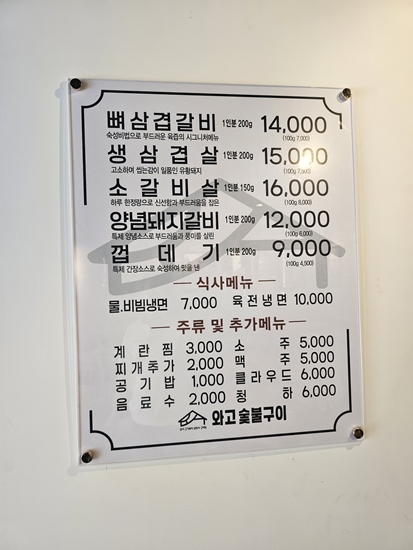 뼈삼겹갈비 1인분 200g 14,000
숙성비법으로 부드러운 육즙의 시그니처메뉴 (100g 7,000)
생삼겹살 1인분 200g 15,000
고소하며 씹는감이 일품인 유황돼지 (100g 7,500)
소갈비살 1인분 150g 16,000
하루 한정량으로 신선함과 부드러움을 잡은 (100g 8,000)
양념돼지갈비 1인분 200g 12,000
특제 양념소스로 부드러움과 풍미를 살린 (100g 6,000)
껍데기 1인분 200g 9,000
특제 간장소스로 숙성하여 맛을 낸 (100g 4,500)
식사메뉴
물.비빔냉면 7,000 육전냉면 10,000
주류 및 추가메뉴
계란찜 3,000 소주 5,000
찌개추가 2,000 맥주 5,000
공기밥 1,000 클라우드 6,000
음료수 2,000 청하 6,000
와고숯불구이